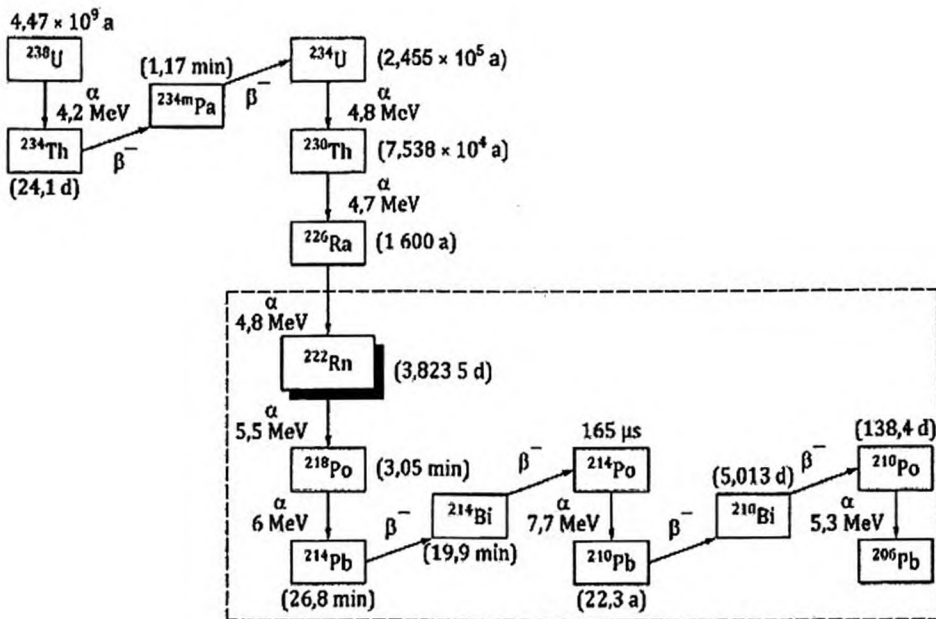 4,47 × 10⁹ a
²³⁸U
α
4,2 MeV
²³⁴Th
(24,1 d)
β⁻
(1,17 min)
²³⁴ᵐPa
β⁻
²³⁴U
(2,455 × 10⁵ a)
α
4,8 MeV
²³⁰Th
(7,538 × 10⁴ a)
α
4,7 MeV
²²⁶Ra
(1 600 a)
α
4,8 MeV
²²²Rn
(3,823 5 d)
α
5,5 MeV
²¹⁸Po
(3,05 min)
α
6 MeV
²¹⁴Pb
(26,8 min)
β⁻
²¹⁴Bi
(19,9 min)
β⁻
165 µs
²¹⁴Po
α
7,7 MeV
²¹⁰Pb
(22,3 a)
β⁻
(5,013 d)
²¹⁰Bi
β⁻
(138,4 d)
²¹⁰Po
α
5,3 MeV
²⁰⁶Pb